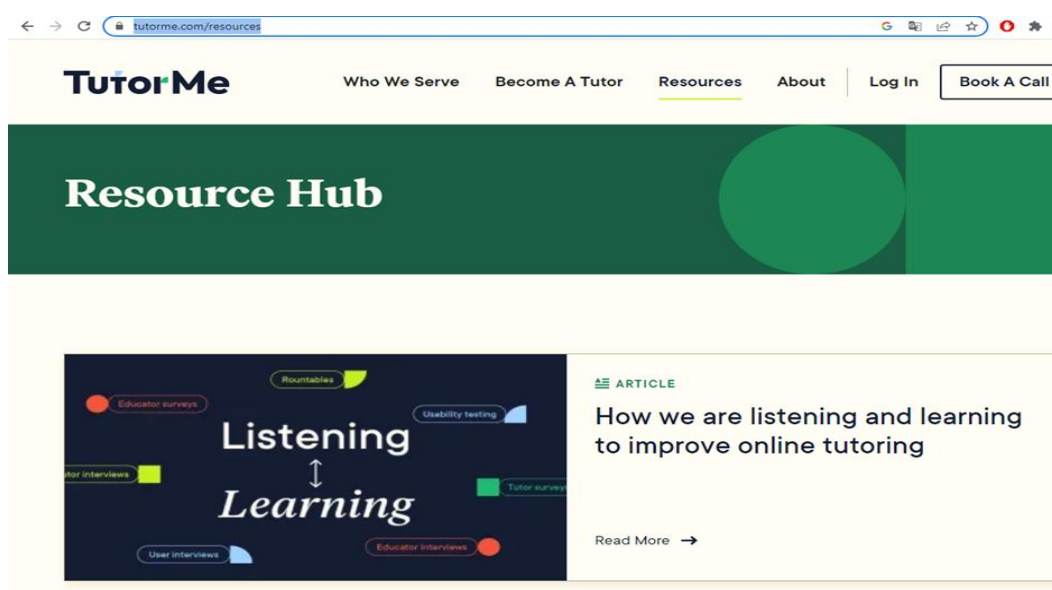 tutorme.com/resources
TutorMe
Who We Serve Become A Tutor Resources About Log In Book A Call
Resource Hub
Rountables
Educator surveys
Usability testing
Listening
tor interviews
Learning
Tutor surveys
User interviews
Educator interviews
ARTICLE
How we are listening and learning
to improve online tutoring
Read More